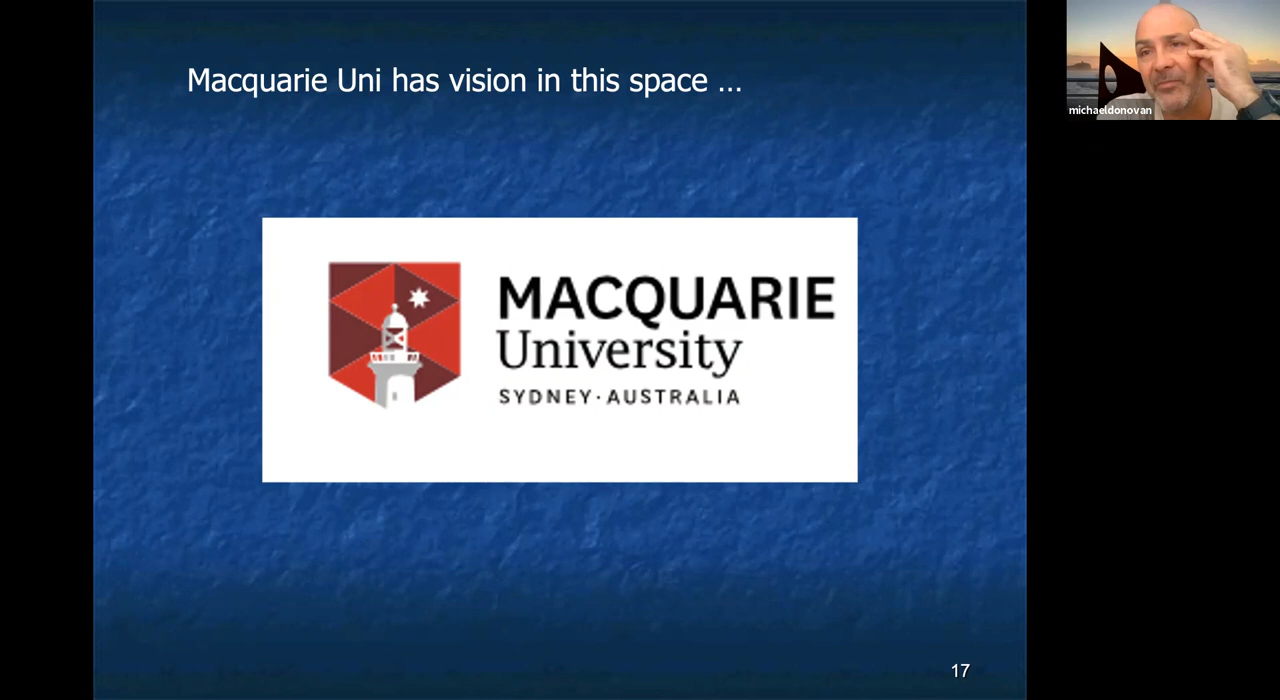 Macquarie Uni has vision in this space ...
MACQUARIE
University
SYDNEY·AUSTRALIA
17
michaeldonovan